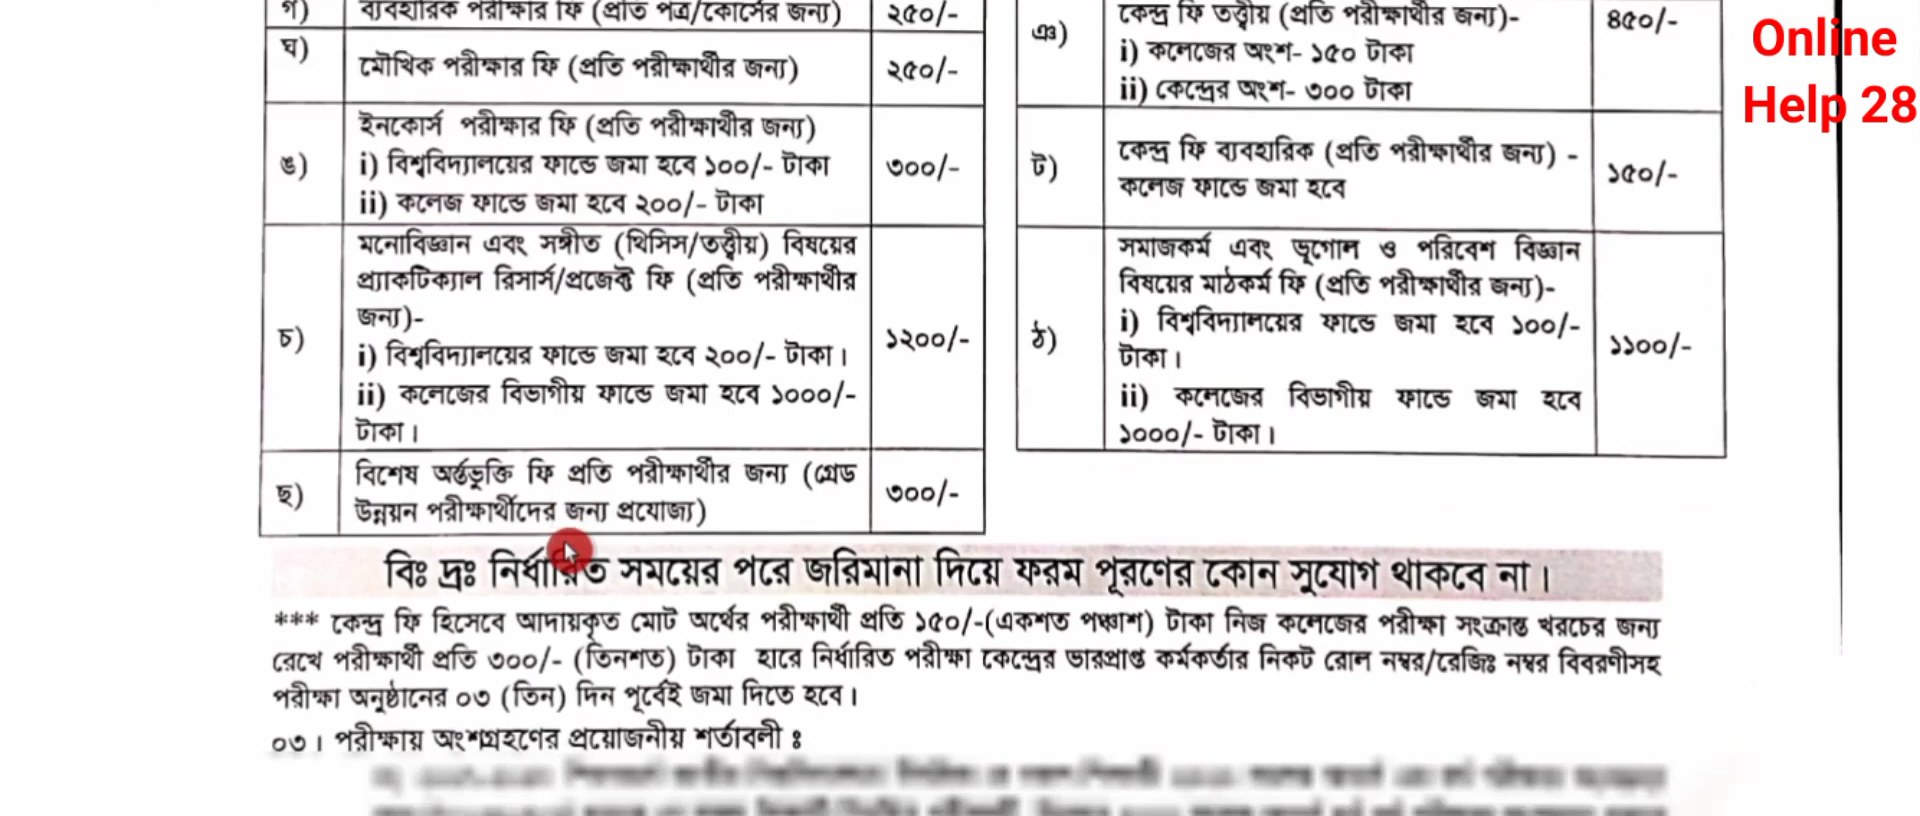 গ) ব্যবহারিক পরীক্ষার ফি (প্রতি পত্র/কোর্সের জন্য) ২৫০/-
ঘ) মৌখিক পরীক্ষার ফি (প্রতি পরীক্ষার্থীর জন্য) ২৫০/-
ইনকোর্স পরীক্ষার ফি (প্রতি পরীক্ষার্থীর জন্য)
ঙ) i) বিশ্ববিদ্যালয়ের ফান্ডে জমা হবে ১০০/- টাকা ৩০০/-
ii) কলেজ ফান্ডে জমা হবে ২০০/- টাকা
মনোবিজ্ঞান এবং সঙ্গীত (থিসিস/তত্ত্বীয়) বিষয়ের
প্র্যাকটিক্যাল রিসার্স/প্রজেক্ট ফি (প্রতি পরীক্ষার্থীর
জন্য)-
চ) i) বিশ্ববিদ্যালয়ের ফান্ডে জমা হবে ২০০/- টাকা। ১২০০/-
ii) কলেজের বিভাগীয় ফান্ডে জমা হবে ১০০০/-
টাকা।
ছ) বিশেষ অর্ন্তভুক্তি ফি প্রতি পরীক্ষার্থীর জন্য (গ্রেড ৩০০/-
উন্নয়ন পরীক্ষার্থীদের জন্য প্রযোজ্য)
ঞ) কেন্দ্র ফি তত্ত্বীয় (প্রতি পরীক্ষার্থীর জন্য)- ৪৫০/-
i) কলেজের অংশ- ১৫০ টাকা
ii) কেন্দ্রের অংশ- ৩০০ টাকা
ট) কেন্দ্র ফি ব্যবহারিক (প্রতি পরীক্ষার্থীর জন্য) - ১৫০/-
কলেজ ফান্ডে জমা হবে
সমাজকর্ম এবং ভূগোল ও পরিবেশ বিজ্ঞান
বিষয়ের মাঠকর্ম ফি (প্রতি পরীক্ষার্থীর জন্য)-
ঠ) i) বিশ্ববিদ্যালয়ের ফান্ডে জমা হবে ১০০/- ১১০০/-
টাকা।
ii) কলেজের বিভাগীয় ফান্ডে জমা হবে
১০০০/- টাকা।
Online
Help 28
বিঃ দ্রঃ নির্ধারিত সময়ের পরে জরিমানা দিয়ে ফরম পূরণের কোন সুযোগ থাকবে না।
*** কেন্দ্র ফি হিসেবে আদায়কৃত মোট অর্থের পরীক্ষার্থী প্রতি ১৫০/-(একশত পঞ্চাশ) টাকা নিজ কলেজের পরীক্ষা সংক্রান্ত খরচের জন্য
রেখে পরীক্ষার্থী প্রতি ৩০০/- (তিনশত) টাকা হারে নির্ধারিত পরীক্ষা কেন্দ্রের ভারপ্রাপ্ত কর্মকর্তার নিকট রোল নম্বর/রেজিঃ নম্বর বিবরণীসহ
পরীক্ষা অনুষ্ঠানের ০৩ (তিন) দিন পূর্বেই জমা দিতে হবে।
০৩। পরীক্ষায় অংশগ্রহণের প্রয়োজনীয় শর্তাবলী ঃ